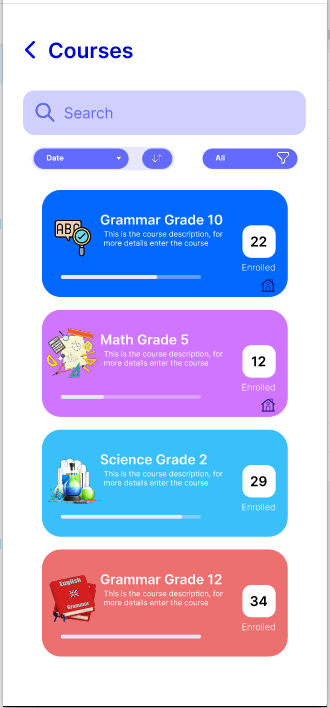 Courses
Search
Date
All
Grammar Grade 10
This is the course description, for
more details enter the course
22
Enrolled
Math Grade 5
This is the course description, for
more details enter the course
12
Enrolled
Science Grade 2
This is the course description, for
more details enter the course
29
Enrolled
Grammar Grade 12
This is the course description, for
more details enter the course
34
Enrolled
ABC
English
Grammar